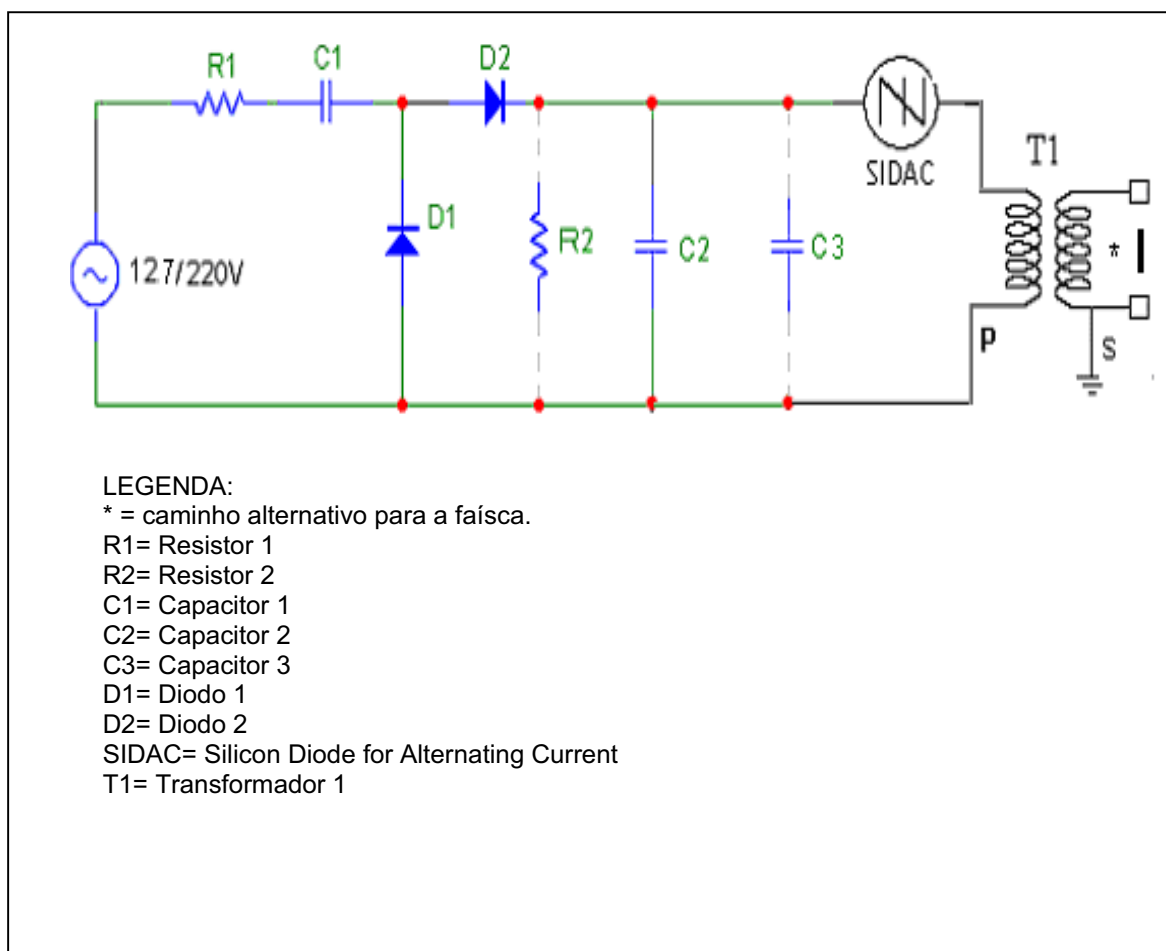 R1
C1
D2
SIDAC
T1
D1
R2
C2
C3
127/220V
*
p
S
LEGENDA:
* = caminho alternativo para a faísca.
R1= Resistor 1
R2= Resistor 2
C1= Capacitor 1
C2= Capacitor 2
C3= Capacitor 3
D1= Diodo 1
D2= Diodo 2
SIDAC= Silicon Diode for Alternating Current
T1= Transformador 1